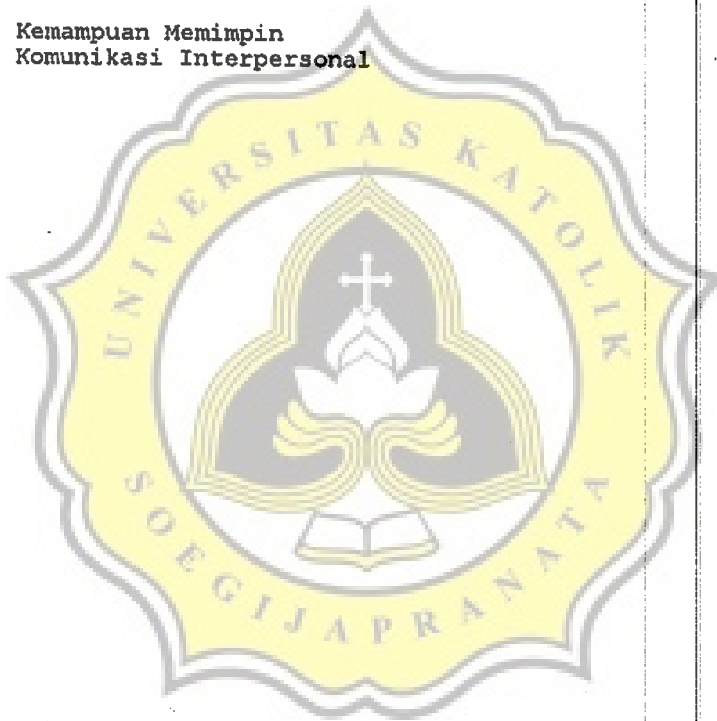 Kemampuan Memimpin
Komunikasi Interpersonal
UNIVERSITAS KATOLIK
SOEGIJAPRANATA